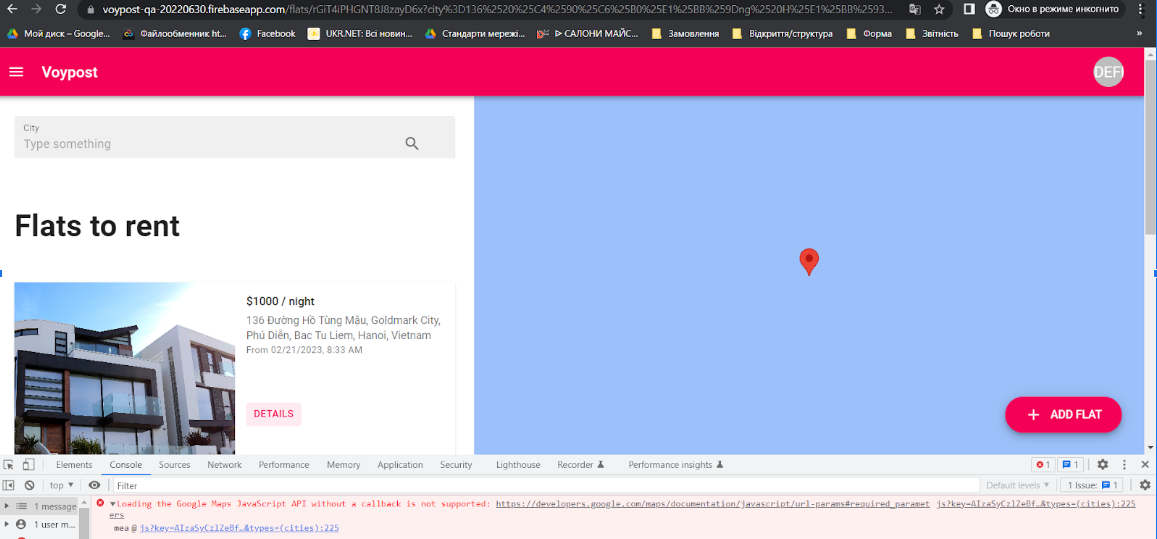 voypost-qa-20220630.firebaseapp.com/flats/rGiT4iPHGNT8J8zayD6x?city%3D136%2520%25C4%2590%25C6%25B0%25E1%25BB%259Dng%2520H%25E1%25BB%293... Окно в режиме инкогнито
Мой диск – Google... Файлообменник ht... Facebook UKR.NET: Всі новин... Стандарти мережі... ᐉ САЛОНИ МАЙС... Замовлення Відкриття/структура Форма Звітність Пошук роботи »
Voypost DEFI
City
Type something
Flats to rent
$1000 / night
136 Đường Hồ Tùng Mậu, Goldmark City,
Phú Diễn, Bac Tu Liem, Hanoi, Vietnam
From 02/21/2023, 8:33 AM
DETAILS
+ ADD FLAT
Elements Console Sources Network Performance Memory Application Security Lighthouse Recorder Performance insights 1 1
top ▼ Filter Default levels ▼ 1 Issue: 1
1 message
Loading the Google Maps JavaScript API without a callback is not supported: https://developers.google.com/maps/documentation/javascript/url-params#required_paramet js?key=AIzaSyCzlZeBf…&types=(cities):225
ers
1 user m...
mea @ js?key=AIzaSyCzlZeBf…&types=(cities):225